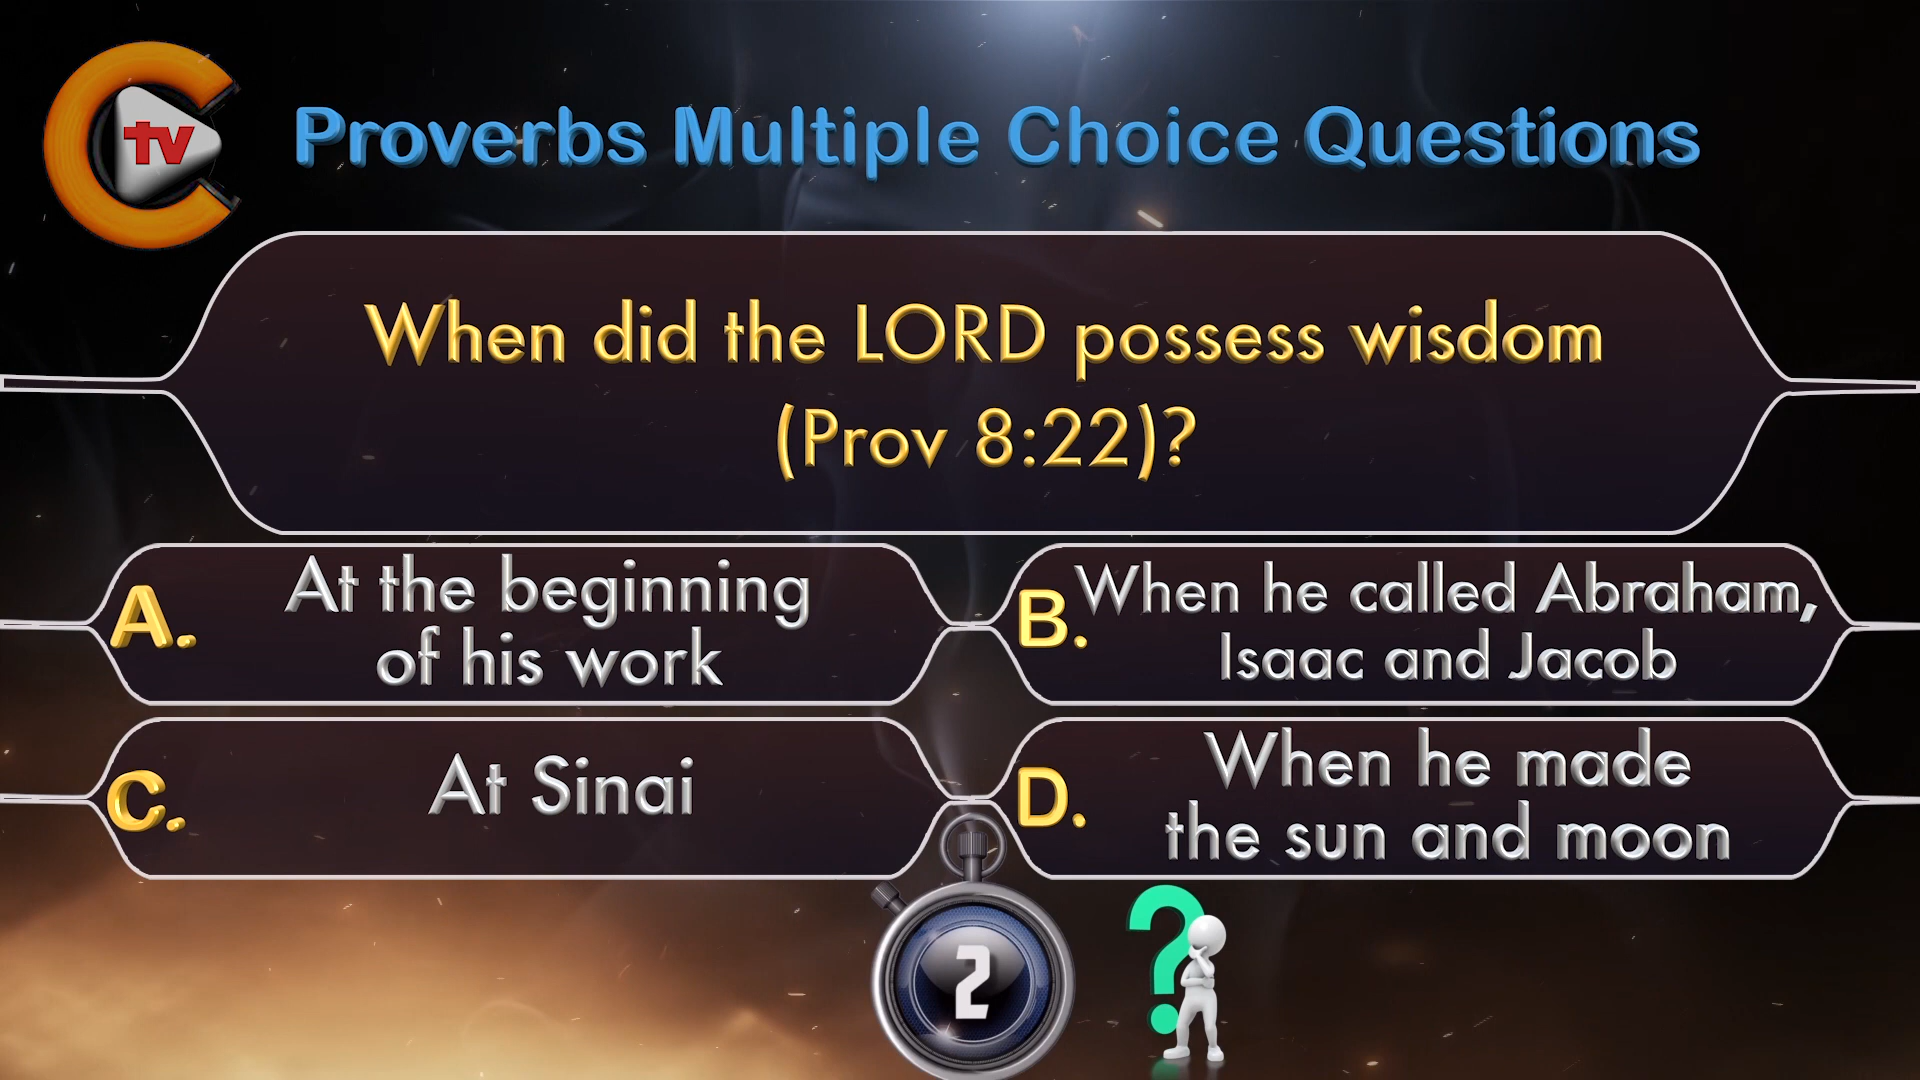 tv
Proverbs Multiple Choice Questions
When did the LORD possess wisdom
(Prov 8:22)?
A. At the beginning
of his work
B. When he called Abraham,
Isaac and Jacob
C. At Sinai
D. When he made
the sun and moon
2
?